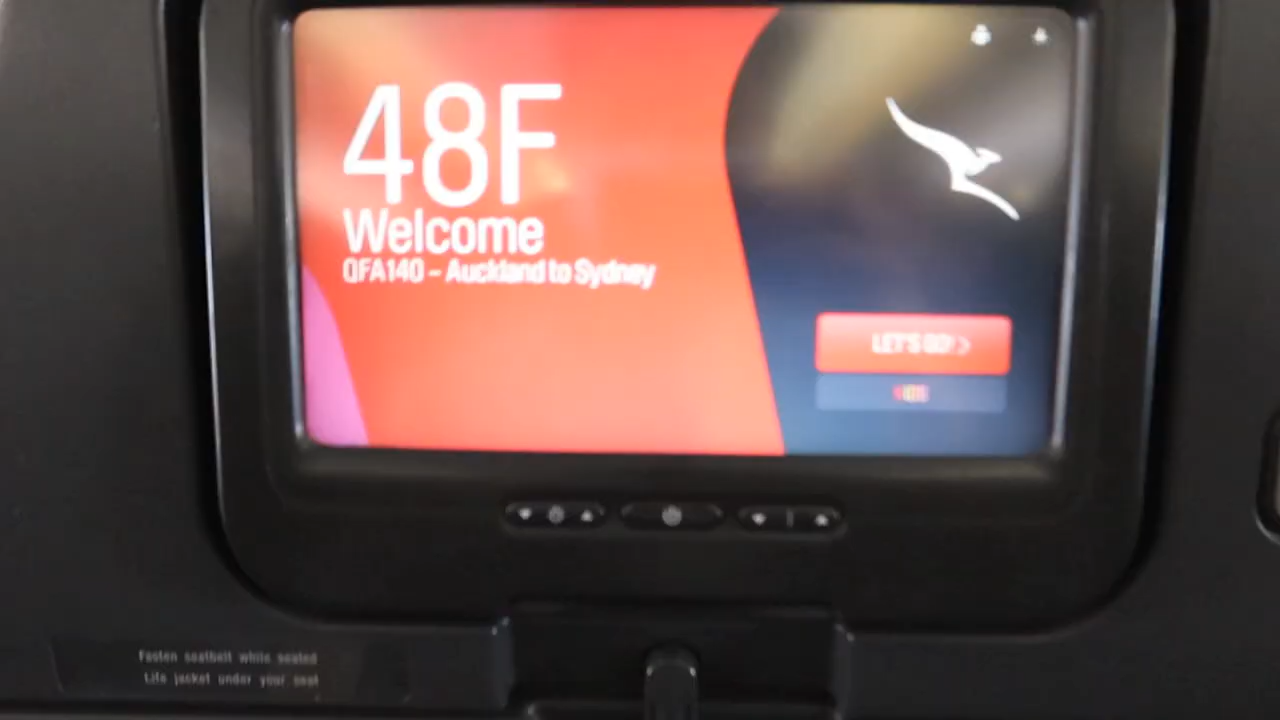 48F
Welcome
QFA140 – Auckland to Sydney
LET'S GO! >
Fasten seatbelt while seated
Life jacket under your seat